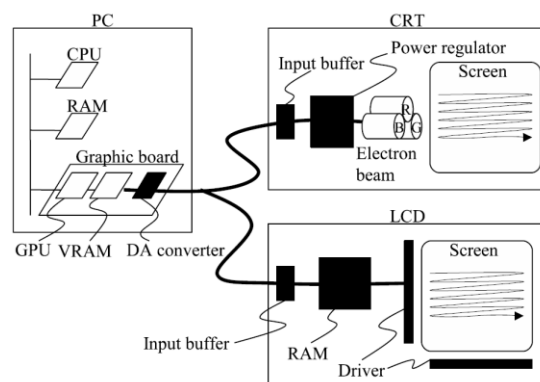 PC
CPU
RAM
Graphic board
GPU
VRAM
DA converter
CRT
Power regulator
Input buffer
Screen
R
B
G
Electron
beam
LCD
Screen
Input buffer
RAM
Driver